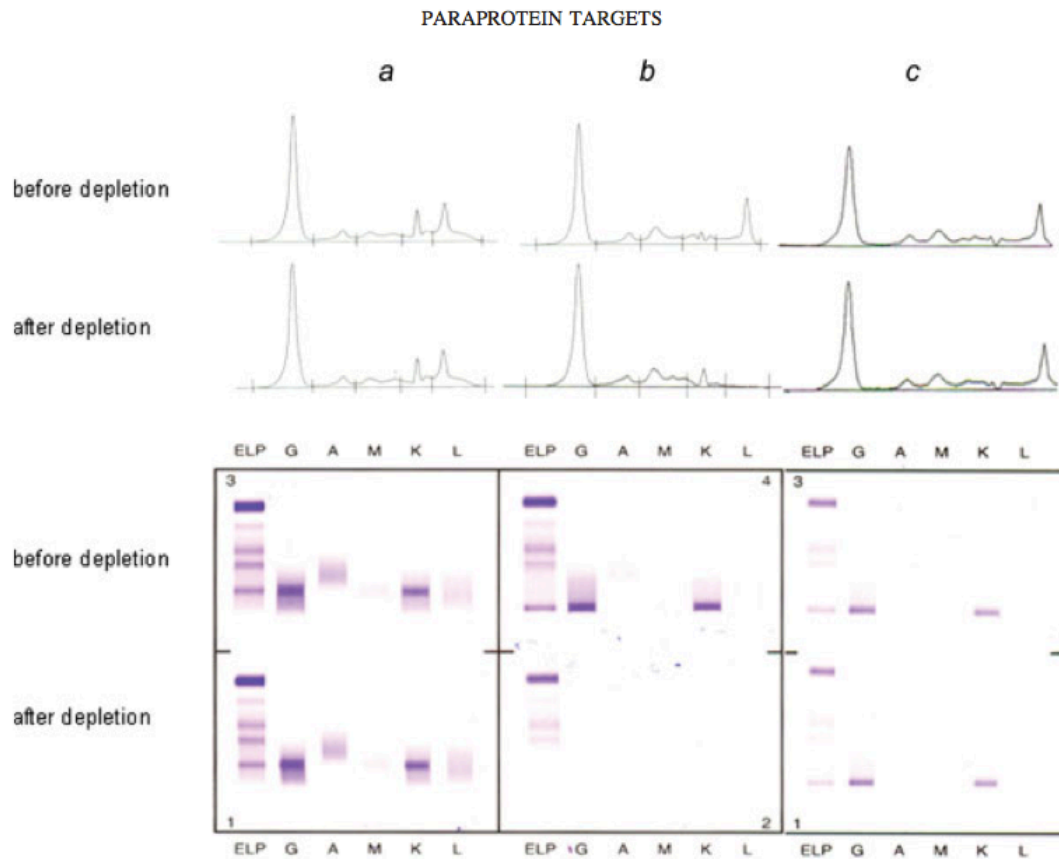 PARAPROTEIN TARGETS
a b c
before depletion
after depletion
ELP G A M K L ELP G A M K L ELP G A M K L
3 4 3
before depletion
after depletion
1 2 1
ELP G A M K L ELP G A M K L ELP G A M K L